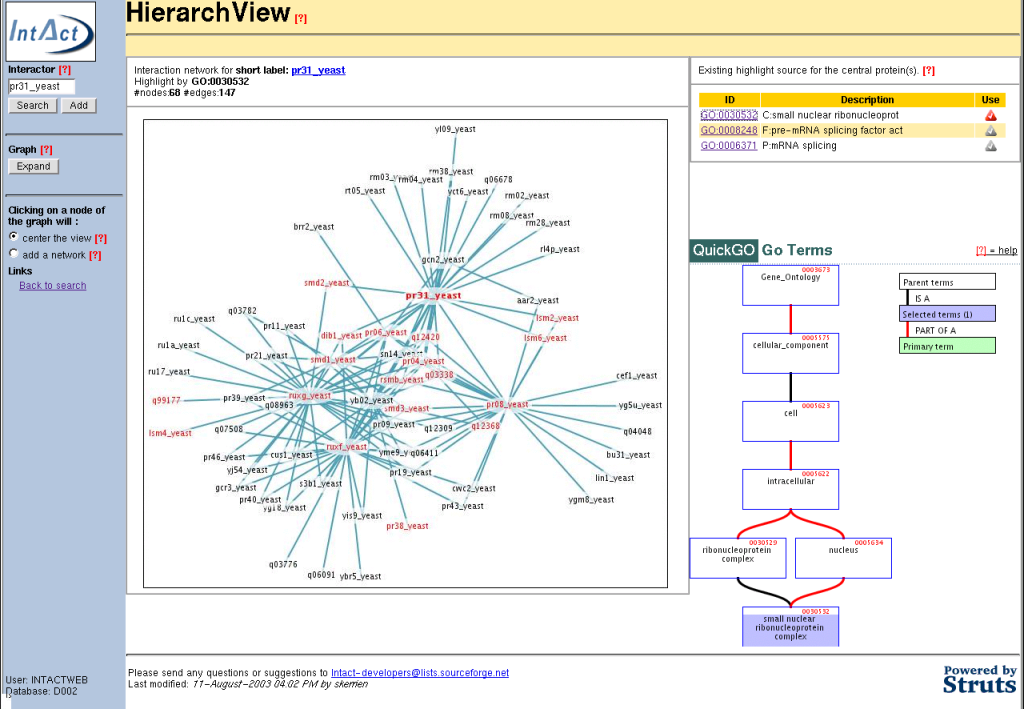 IntAct
HierarchView [?]
Interactor [?]
pr31_yeast
Search Add
Graph [?]
Expand
Clicking on a node of
the graph will :
center the view [?]
add a network [?]
Links
Back to search
User: INTACTWEB
Database: D002
Interaction network for short label: pr31_yeast
Highlight by GO:0030532
#nodes:68 #edges:147
yl09_yeast
rm38_yeast
rm03_
rm04_yeast
q06678
rt05_yeast
yct6_yeast
rm02_yeast
rm08_yeast
rm28_yeast
brr2_yeast
rl4p_yeast
gcn2_yeast
smd2_yeast
pr31_yeast
aar2_yeast
q03782
lsm2_yeast
ru1c_yeast
pr11_yeast
dib1_yeast
pr06_yeast
q12420
lsm6_yeast
ru1a_yeast
pr21_yeast
smd1_yeast
sn14_
pr04_yeast
ru17_yeast
rsmb_yeast
q03338
cef1_yeast
q99177
pr39_yeast
ruxg_yeast
q08963
yb02_yeast
smd3_yeast
pr08_yeast
yg5u_yeast
lsm4_yeast
q07508
pr09_yeast
q12309
q12368
q04048
pr46_yeast
cus1_yeast
ruxf_yeast
yme9_y
q06411
bu31_yeast
yj54_yeast
pr19_yeast
lin1_yeast
gcr3_yeast
s3b1_yeast
cwc2_yeast
pr40_yeast
ygl8_yeast
yis9_yeast
pr43_yeast
ygm8_yeast
pr38_yeast
q03776
q06091
ybr5_yeast
Existing highlight source for the central protein(s). [?]
ID Description Use
GO:0030532 C:small nuclear ribonucleoprot
GO:0008248 F:pre-mRNA splicing factor act
GO:0006371 P:mRNA splicing
QuickGO Go Terms [?] = help
0003673
Gene_Ontology
0005575
cellular_component
0005623
cell
0005622
intracellular
0030529
ribonucleoprotein
complex
0005634
nucleus
0030532
small nuclear
ribonucleoprotein
complex
Parent terms
IS A
Selected terms (1)
PART OF A
Primary term
Please send any questions or suggestions to Intact-developers@lists.sourceforge.net
Last modified: 11-August-2003 04:02 PM by skerrien
Powered by
Struts